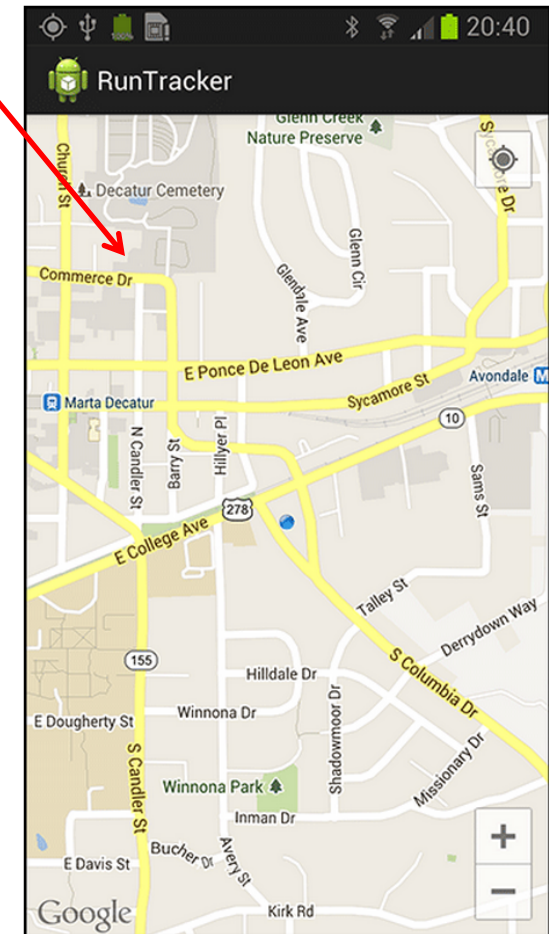 20:40
RunTracker
Glenn Creek
Nature Preserve
Sycamore Dr
Church St
Decatur Cemetery
Glenn Cir
Commerce Dr
Glendale Ave
E Ponce De Leon Ave
Sycamore St
Avondale M
Marta Decatur
10
N Candler St
Barry St
Hillyer Pl
Sams St
278
E College Ave
Talley St
Derrydown Way
155
Hilldale Dr
S Columbia Dr
E Dougherty St
Winnona Dr
Shadowmoor Dr
S Candler St
Missionary Dr
Winnona Park
Inman Dr
Bucher Dr
Avery St
E Davis St
Google
Kirk Rd
+
−